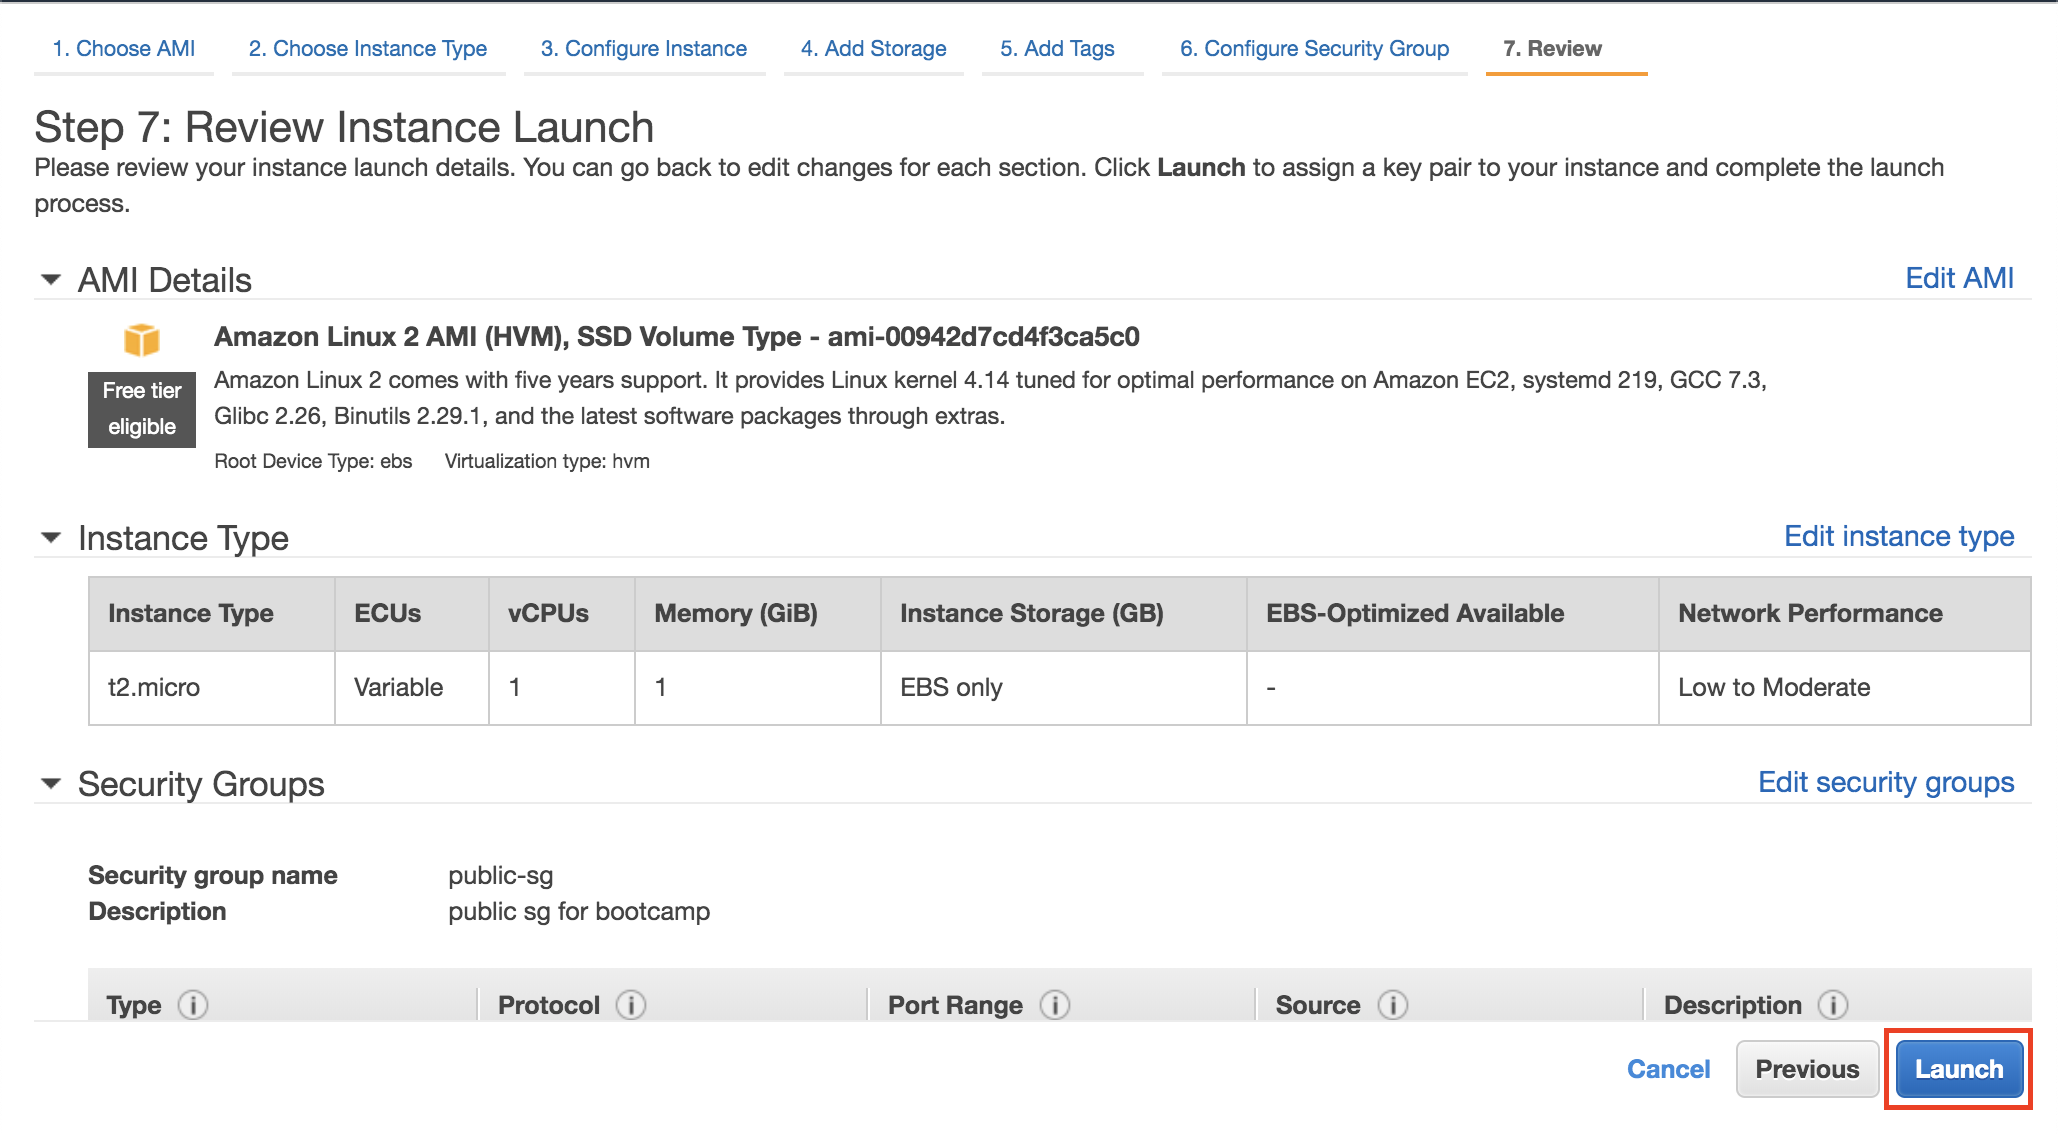 1. Choose AMI 2. Choose Instance Type 3. Configure Instance 4. Add Storage 5. Add Tags 6. Configure Security Group 7. Review
Step 7: Review Instance Launch
Please review your instance launch details. You can go back to edit changes for each section. Click Launch to assign a key pair to your instance and complete the launch
process.
AMI Details Edit AMI
Amazon Linux 2 AMI (HVM), SSD Volume Type - ami-00942d7cd4f3ca5c0
Free tier
eligible
Amazon Linux 2 comes with five years support. It provides Linux kernel 4.14 tuned for optimal performance on Amazon EC2, systemd 219, GCC 7.3,
Glibc 2.26, Binutils 2.29.1, and the latest software packages through extras.
Root Device Type: ebs Virtualization type: hvm
Instance Type Edit instance type
Instance Type ECUs vCPUs Memory (GiB) Instance Storage (GB) EBS-Optimized Available Network Performance
t2.micro Variable 1 1 EBS only - Low to Moderate
Security Groups Edit security groups
Security group name public-sg
Description public sg for bootcamp
Type i Protocol i Port Range i Source i Description i
Cancel Previous Launch